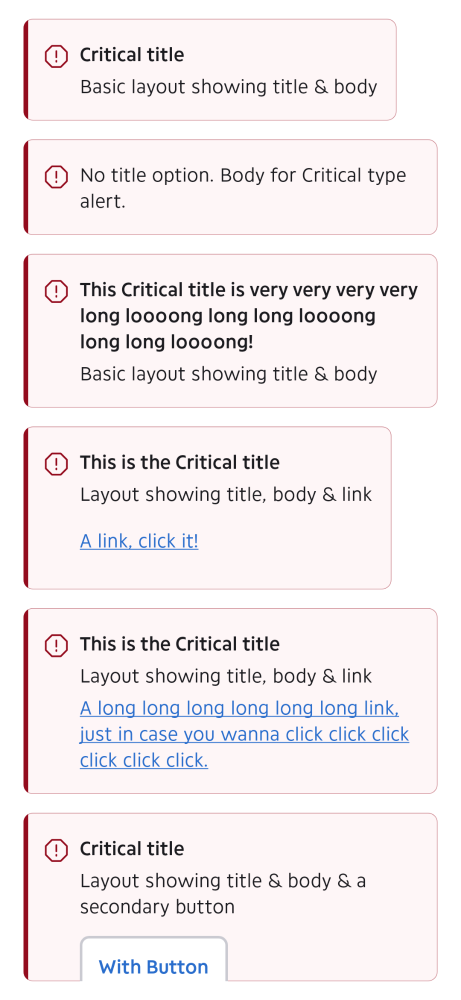 Critical title
Basic layout showing title & body
No title option. Body for Critical type
alert.
This Critical title is very very very very
long loooong long long loooong
long long loooong!
Basic layout showing title & body
This is the Critical title
Layout showing title, body & link
A link, click it!
This is the Critical title
Layout showing title, body & link
A long long long long long long link,
just in case you wanna click click click
click click click.
Critical title
Layout showing title & body & a
secondary button
With Button